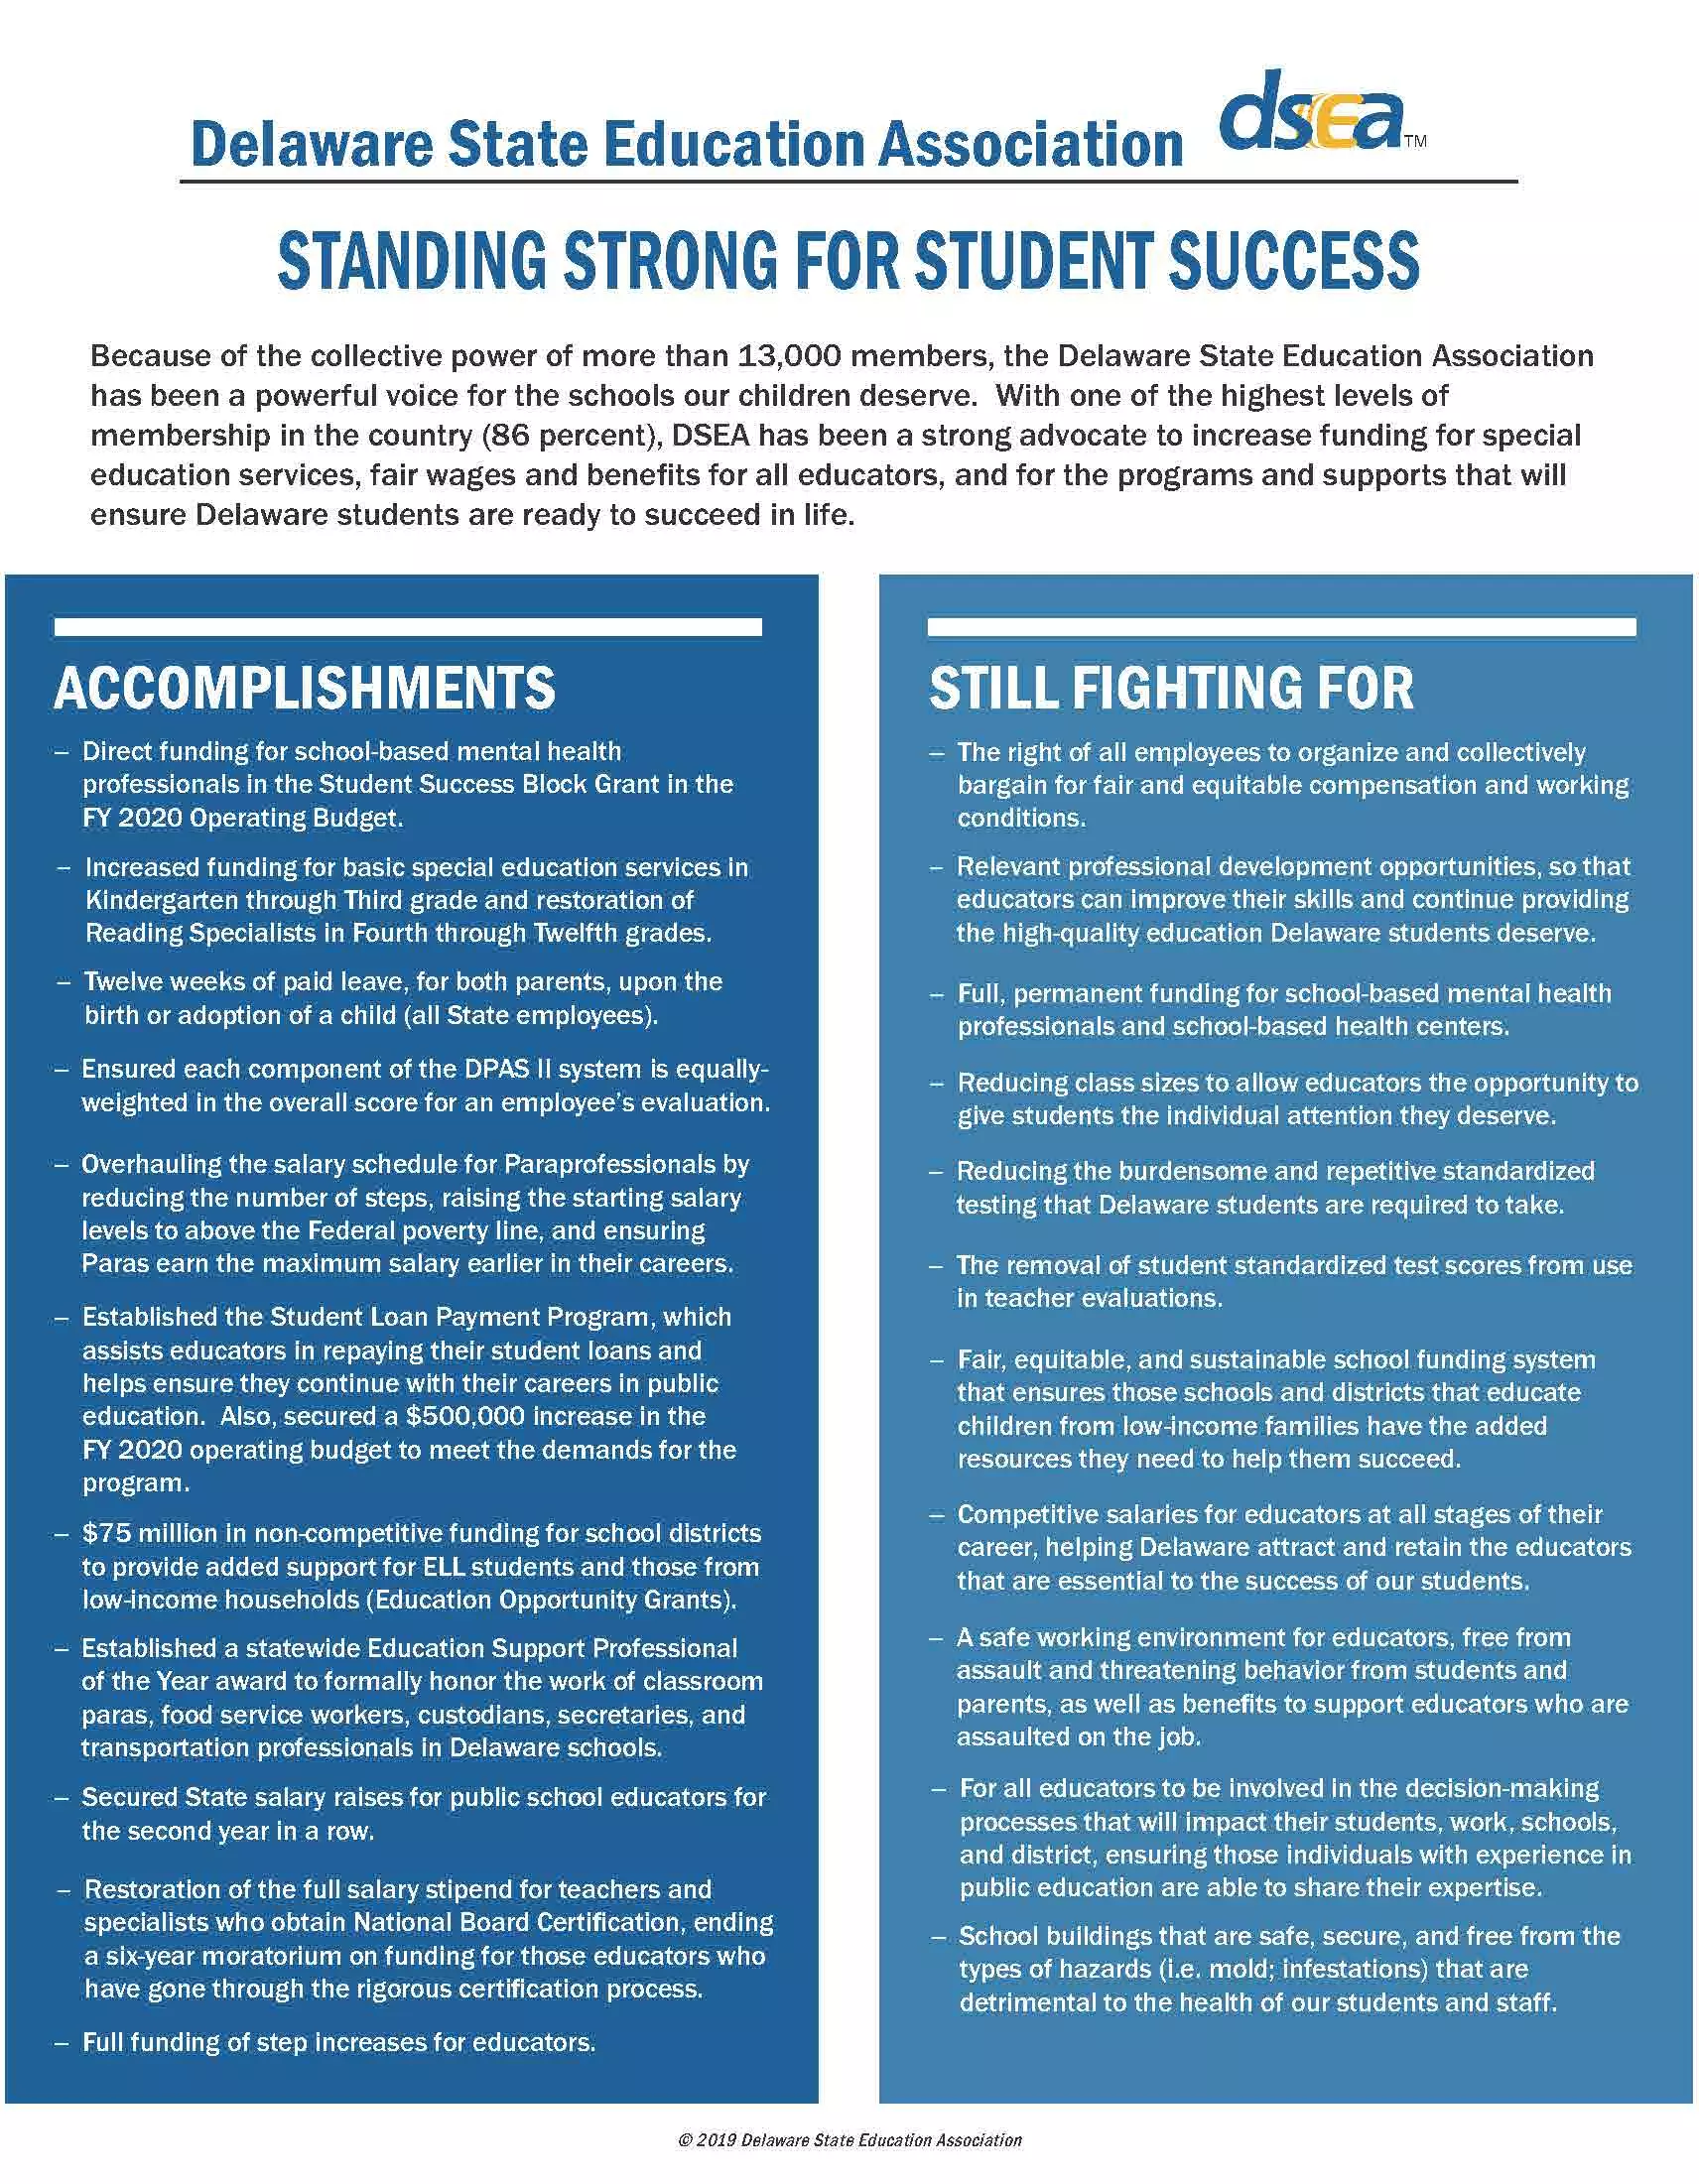 Delaware State Education Association dsea TM
STANDING STRONG FOR STUDENT SUCCESS
Because of the collective power of more than 13,000 members, the Delaware State Education Association
has been a powerful voice for the schools our children deserve.  With one of the highest levels of
membership in the country (86 percent), DSEA has been a strong advocate to increase funding for special
education services, fair wages and benefits for all educators, and for the programs and supports that will
ensure Delaware students are ready to succeed in life.
ACCOMPLISHMENTS
– Direct funding for school-based mental health
professionals in the Student Success Block Grant in the
FY 2020 Operating Budget.
– Increased funding for basic special education services in
Kindergarten through Third grade and restoration of
Reading Specialists in Fourth through Twelfth grades.
– Twelve weeks of paid leave, for both parents, upon the
birth or adoption of a child (all State employees).
– Ensured each component of the DPAS II system is equally-
weighted in the overall score for an employee's evaluation.
– Overhauling the salary schedule for Paraprofessionals by
reducing the number of steps, raising the starting salary
levels to above the Federal poverty line, and ensuring
Paras earn the maximum salary earlier in their careers.
– Established the Student Loan Payment Program, which
assists educators in repaying their student loans and
helps ensure they continue with their careers in public
education.  Also, secured a $500,000 increase in the
FY 2020 operating budget to meet the demands for the
program.
– $75 million in non-competitive funding for school districts
to provide added support for ELL students and those from
low-income households (Education Opportunity Grants).
– Established a statewide Education Support Professional
of the Year award to formally honor the work of classroom
paras, food service workers, custodians, secretaries, and
transportation professionals in Delaware schools.
– Secured State salary raises for public school educators for
the second year in a row.
– Restoration of the full salary stipend for teachers and
specialists who obtain National Board Certification, ending
a six-year moratorium on funding for those educators who
have gone through the rigorous certification process.
– Full funding of step increases for educators.
STILL FIGHTING FOR
– The right of all employees to organize and collectively
bargain for fair and equitable compensation and working
conditions.
– Relevant professional development opportunities, so that
educators can improve their skills and continue providing
the high-quality education Delaware students deserve.
– Full, permanent funding for school-based mental health
professionals and school-based health centers.
– Reducing class sizes to allow educators the opportunity to
give students the individual attention they deserve.
– Reducing the burdensome and repetitive standardized
testing that Delaware students are required to take.
– The removal of student standardized test scores from use
in teacher evaluations.
– Fair, equitable, and sustainable school funding system
that ensures those schools and districts that educate
children from low-income families have the added
resources they need to help them succeed.
– Competitive salaries for educators at all stages of their
career, helping Delaware attract and retain the educators
that are essential to the success of our students.
– A safe working environment for educators, free from
assault and threatening behavior from students and
parents, as well as benefits to support educators who are
assaulted on the job.
– For all educators to be involved in the decision-making
processes that will impact their students, work, schools,
and district, ensuring those individuals with experience in
public education are able to share their expertise.
– School buildings that are safe, secure, and free from the
types of hazards (i.e. mold; infestations) that are
detrimental to the health of our students and staff.
© 2019 Delaware State Education Association